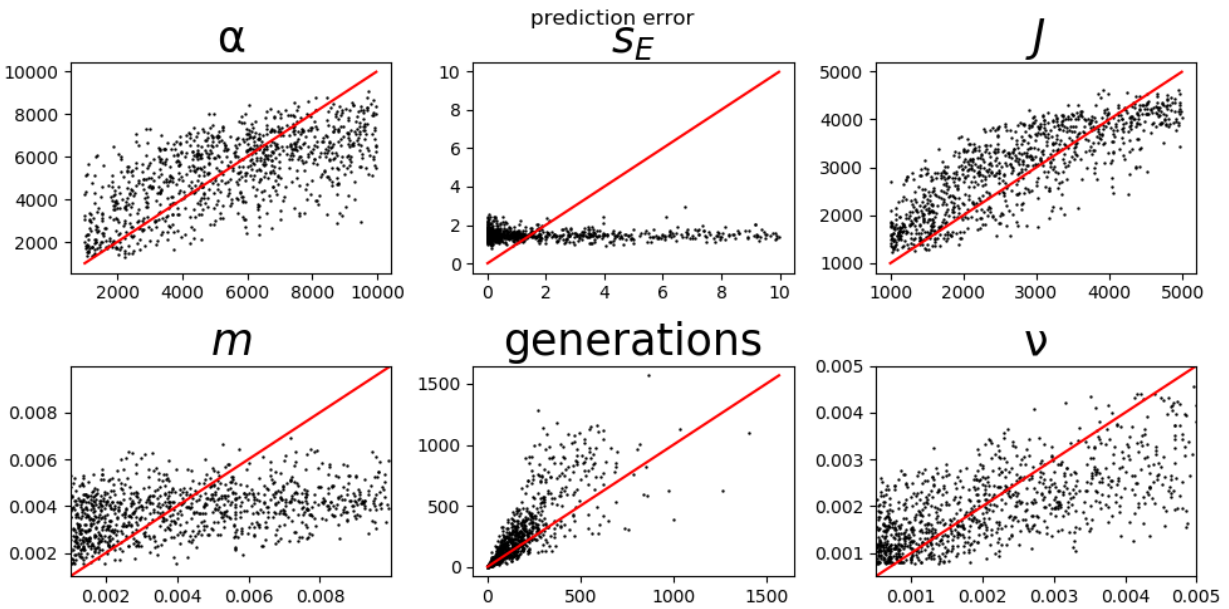 prediction error
α
s_E
J
10000
8000
6000
4000
2000
2000 4000 6000 8000 10000
10
8
6
4
2
0
0 2 4 6 8 10
5000
4000
3000
2000
1000
1000 2000 3000 4000 5000
m
generations
ν
0.008
0.006
0.004
0.002
0.002 0.004 0.006 0.008
1500
1000
500
0
0 500 1000 1500
0.005
0.004
0.003
0.002
0.001
0.001 0.002 0.003 0.004 0.005